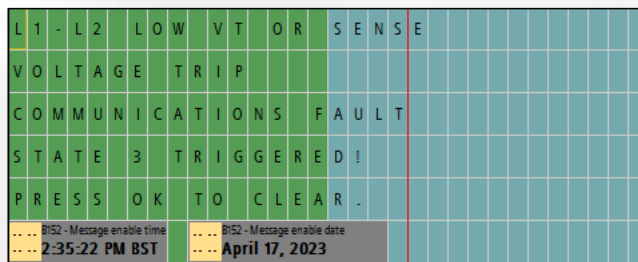 L1-L2 LOW VT OR SENSE
VOLTAGE TRIP
COMMUNICATIONS FAULT
STATE 3 TRIGGERED!
PRESS OK TO CLEAR.
-- -- B152 - Message enable time -- -- B152 - Message enable date
-- -- 2:35:22 PM BST -- -- April 17, 2023